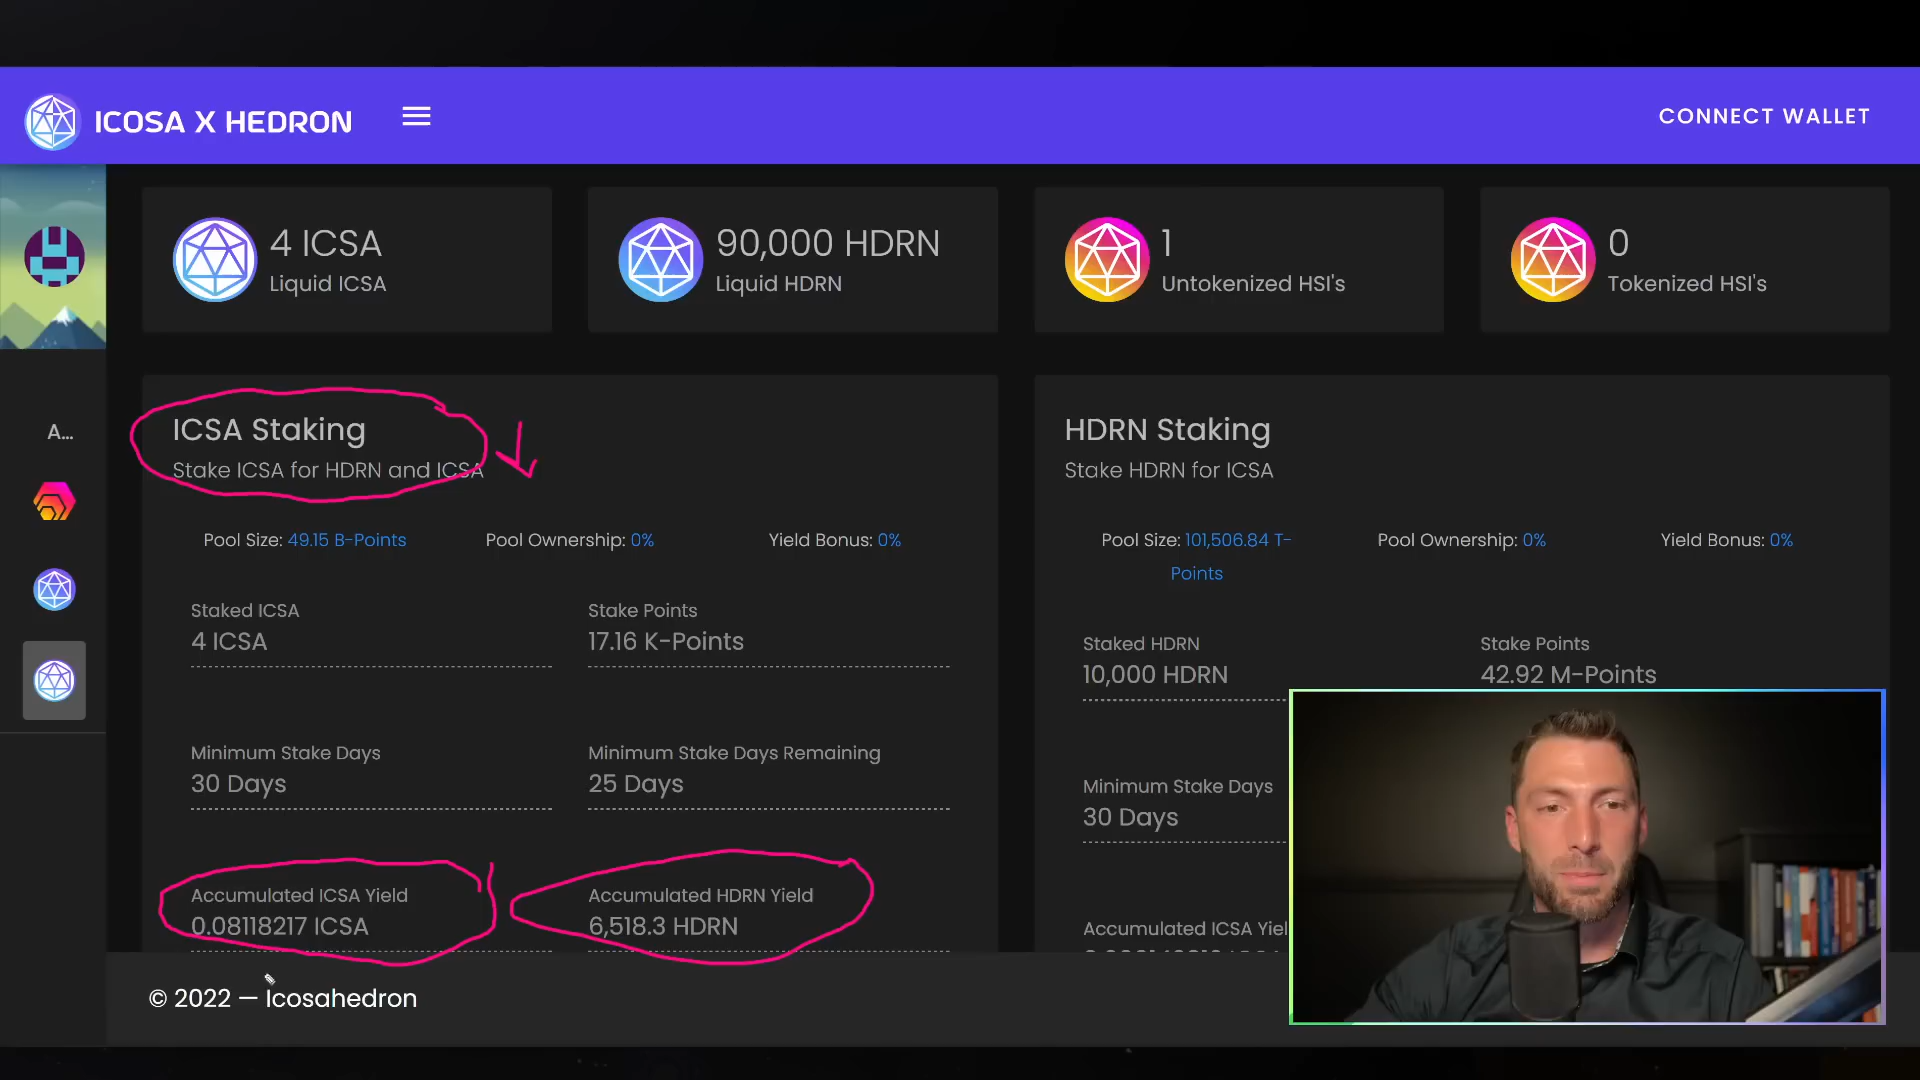 ICOSA X HEDRON
CONNECT WALLET
4 ICSA
Liquid ICSA
90,000 HDRN
Liquid HDRN
1
Untokenized HSI's
0
Tokenized HSI's
A...
ICSA Staking
Stake ICSA for HDRN and ICSA
Pool Size: 49.15 B-Points
Pool Ownership: 0%
Yield Bonus: 0%
Staked ICSA
4 ICSA
Stake Points
17.16 K-Points
Minimum Stake Days
30 Days
Minimum Stake Days Remaining
25 Days
Accumulated ICSA Yield
0.08118217 ICSA
Accumulated HDRN Yield
6,518.3 HDRN
HDRN Staking
Stake HDRN for ICSA
Pool Size: 101,506.84 T-
Points
Pool Ownership: 0%
Yield Bonus: 0%
Staked HDRN
10,000 HDRN
Stake Points
42.92 M-Points
Minimum Stake Days
30 Days
Accumulated ICSA
© 2022 — Icosahedron